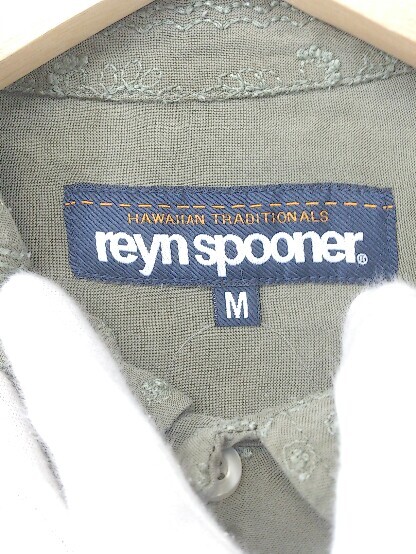 HAWAIIAN TRADITIONALS
reyn spooner®
M